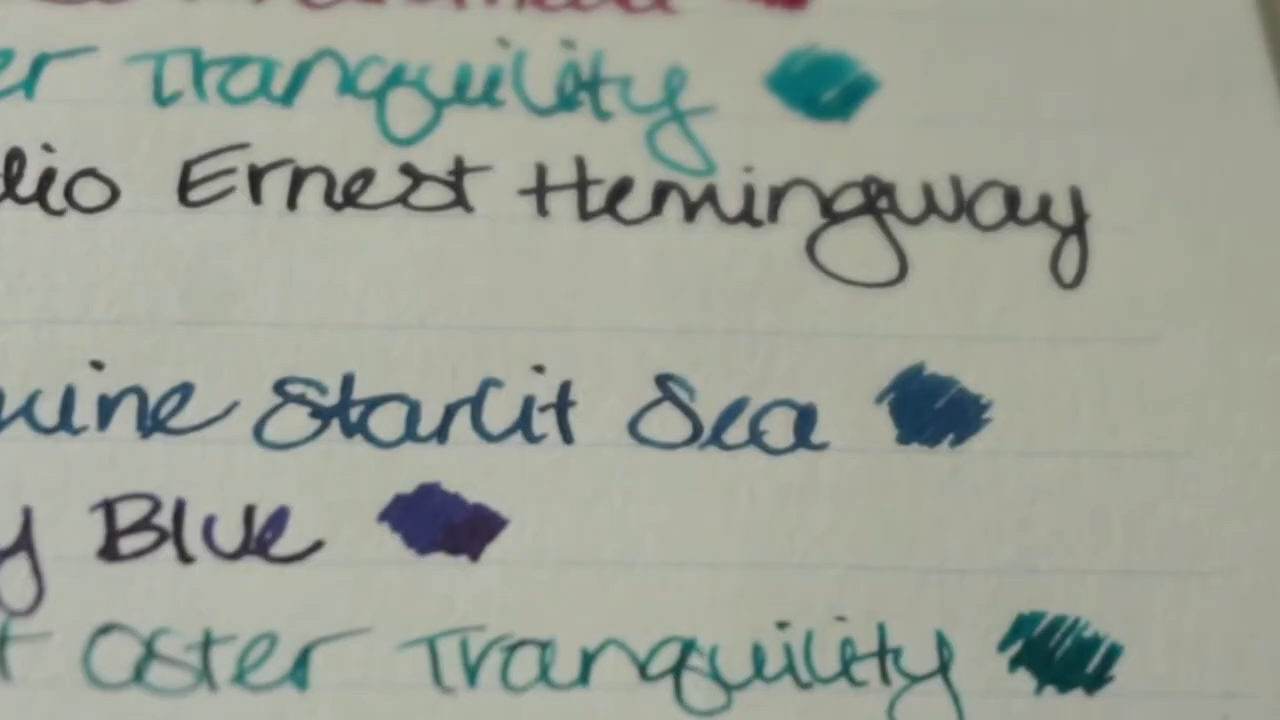 er Tranquility
lio Ernest Hemingway
uine Starlit Sea
y Blue
t Oster Tranquility